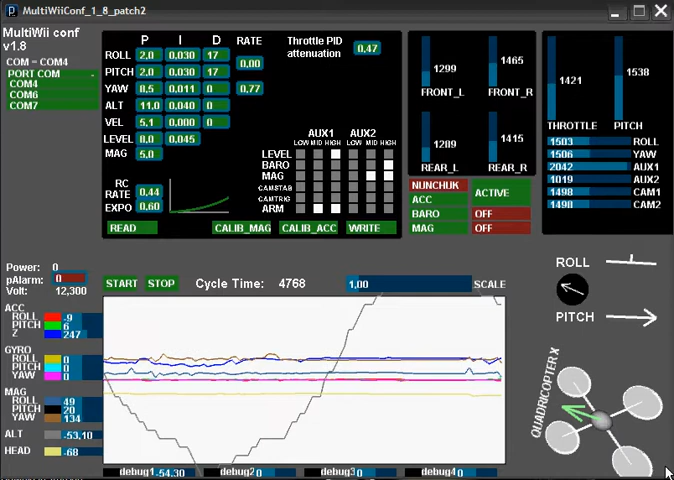 MultiWiiConf_1_8_patch2
MultiWii conf
v1.8
COM - COM4
PORT COM -
COM4
COM6
COM7
P I D RATE
ROLL 2,0 0,030 17
PITCH 2,0 0,030 17
0,00
YAW 0,5 0,011 0 0,77
ALT 11,0 0,040 0
VEL 5,1 0,000 0
LEVEL 8,0 0,045
MAG 5,0
Throttle PID
attenuation
0,47
AUX1 AUX2
LOW MID HIGH LOW MID HIGH
LEVEL
BARO
MAG
CAMSTAB
CAMTRIG
ARM
RC
RATE 0,44
EXPO 0,60
READ CALIB_MAG CALIB_ACC WRITE
1299
FRONT_L
1465
FRONT_R
1289
REAR_L
1415
REAR_R
NUNCHUK
ACC
BARO
MAG
ACTIVE
OFF
OFF
1421
THROTTLE
1538
PITCH
1503 ROLL
1506 YAW
2042 AUX1
1019 AUX2
1498 CAM1
1498 CAM2
Power: 0
pAlarm: 0
Volt: 12,300
START STOP Cycle Time: 4768 1,00 SCALE
ACC
ROLL -9
PITCH 6
Z 247
GYRO
ROLL 0
PITCH 0
YAW 0
MAG
ROLL 49
PITCH 20
YAW 134
ALT -53,10
HEAD -68
debug1 -54.30 debug2 0 debug3 0 debug4 0
ROLL
PITCH
QUADRICOPTER X